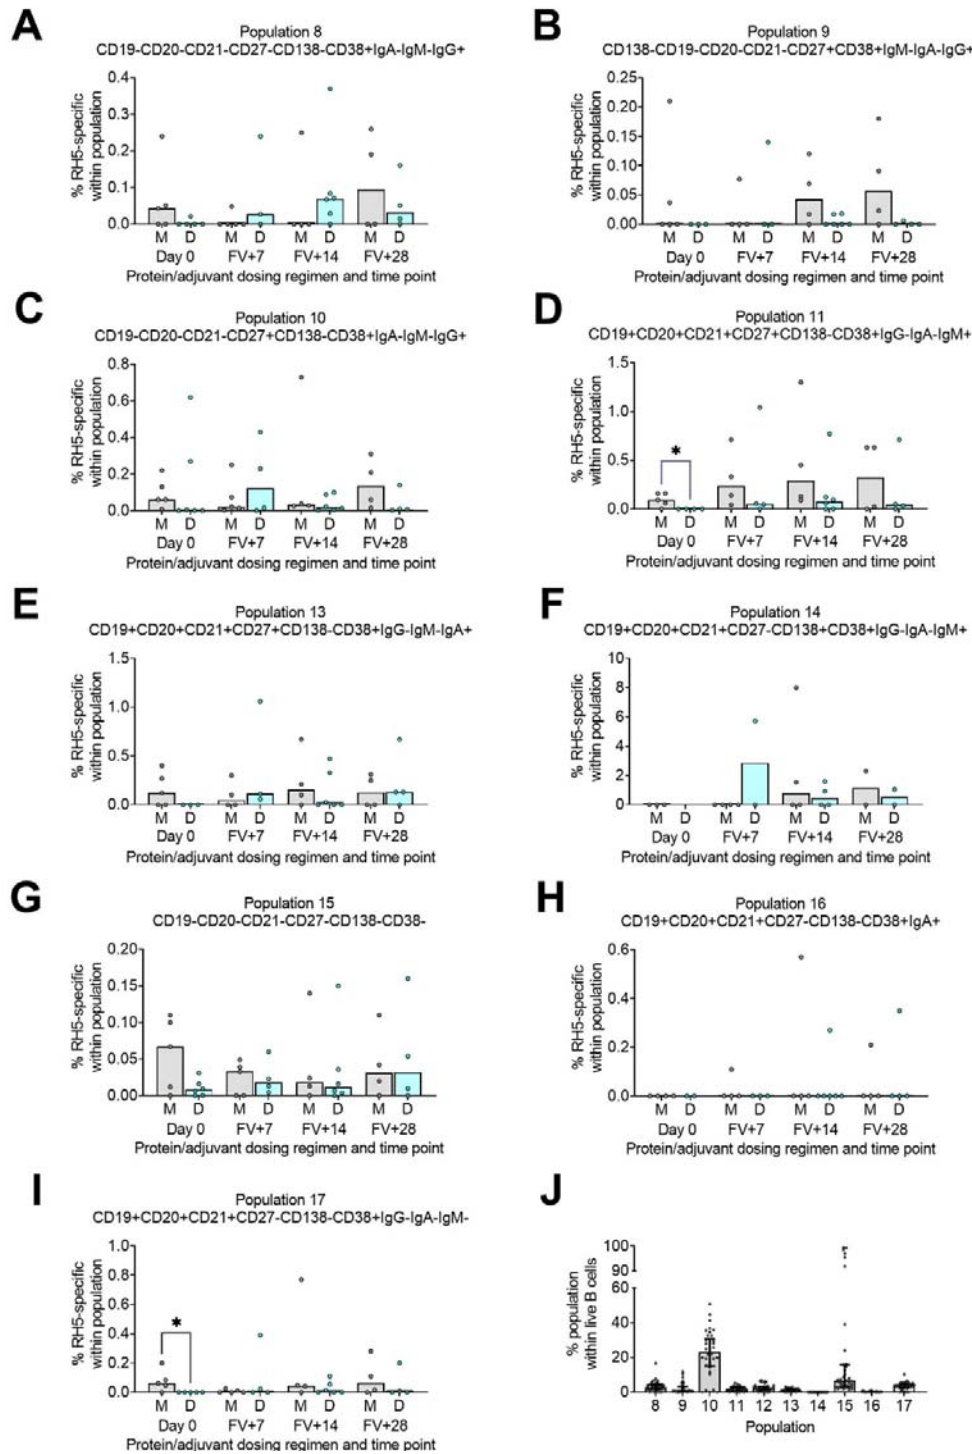 A
Population 8
CD19-CD20-CD21-CD27-CD138-CD38+IgA-IgM-IgG+
% RH5-specific
within population
0.4
0.3
0.2
0.1
0.0
M D M D M D M D
Day 0 FV+7 FV+14 FV+28
Protein/adjuvant dosing regimen and time point
B
Population 9
CD138-CD19-CD20-CD21-CD27+CD38+IgM-IgA-IgG+
% RH5-specific
within population
0.25
0.20
0.15
0.10
0.05
0.00
M D M D M D M D
Day 0 FV+7 FV+14 FV+28
Protein/adjuvant dosing regimen and time point
C
Population 10
CD19-CD20-CD21-CD27+CD138-CD38+IgA-IgM-IgG+
% RH5-specific
within population
0.8
0.6
0.4
0.2
0.0
M D M D M D M D
Day 0 FV+7 FV+14 FV+28
Protein/adjuvant dosing regimen and time point
D
Population 11
CD19+CD20+CD21+CD27+CD138-CD38+IgG-IgA-IgM+
% RH5-specific
within population
1.5
1.0
0.5
0.0
*
M D M D M D M D
Day 0 FV+7 FV+14 FV+28
Protein/adjuvant dosing regimen and time point
E
Population 13
CD19+CD20+CD21+CD27+CD138-CD38+IgG-IgM-IgA+
% RH5-specific
within population
1.5
1.0
0.5
0.0
M D M D M D M D
Day 0 FV+7 FV+14 FV+28
Protein/adjuvant dosing regimen and time point
F
Population 14
CD19+CD20+CD21+CD27-CD138+CD38+IgG-IgA-IgM+
% RH5-specific
within population
10
8
6
4
2
0
M D M D M D M D
Day 0 FV+7 FV+14 FV+28
Protein/adjuvant dosing regimen and time point
G
Population 15
CD19-CD20-CD21-CD27-CD138-CD38-
% RH5-specific
within population
0.20
0.15
0.10
0.05
0.00
M D M D M D M D
Day 0 FV+7 FV+14 FV+28
Protein/adjuvant dosing regimen and time point
H
Population 16
CD19+CD20+CD21+CD27-CD138-CD38+IgA+
% RH5-specific
within population
0.6
0.4
0.2
0.0
M D M D M D M D
Day 0 FV+7 FV+14 FV+28
Protein/adjuvant dosing regimen and time point
I
Population 17
CD19+CD20+CD21+CD27-CD138-CD38+IgG-IgA-IgM-
% RH5-specific
within population
1.0
0.8
0.6
0.4
0.2
0.0
*
M D M D M D M D
Day 0 FV+7 FV+14 FV+28
Protein/adjuvant dosing regimen and time point
J
% population
within live B cells
100
90
60
40
20
0
8 9 10 11 12 13 14 15 16 17
Population